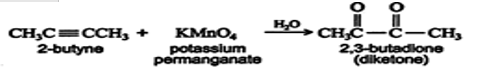 O O
CH₃C≡CCH₃ + KMnO₄ H₂O CH₃C—C—CH₃
2-butyne potassium permanganate 2,3-butadione (diketone)